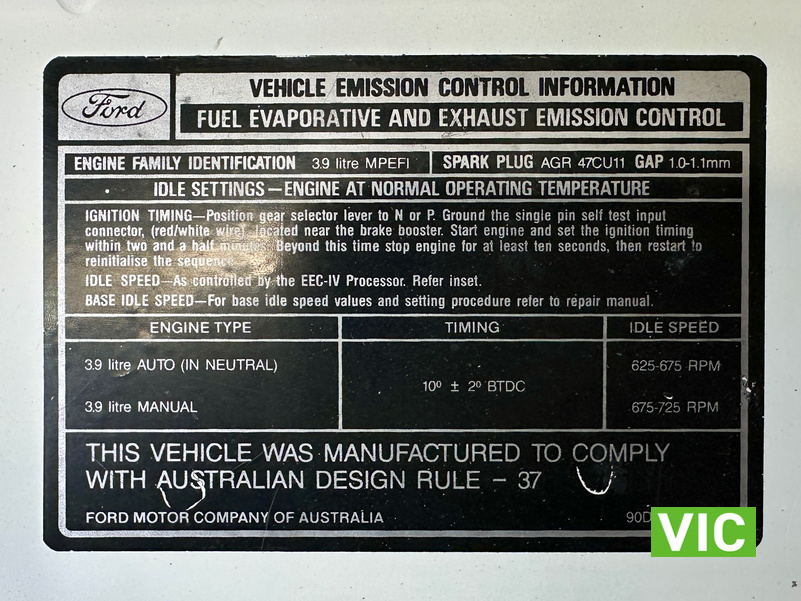 Ford
VEHICLE EMISSION CONTROL INFORMATION
FUEL EVAPORATIVE AND EXHAUST EMISSION CONTROL
ENGINE FAMILY IDENTIFICATION 3.9 litre MPEFI SPARK PLUG AGR 47CU11 GAP 1.0-1.1mm
IDLE SETTINGS—ENGINE AT NORMAL OPERATING TEMPERATURE
IGNITION TIMING—Position gear selector lever to N or P. Ground the single pin self test input
connector, (red/white wire), located near the brake booster. Start engine and set the ignition timing
within two and a half minutes. Beyond this time stop engine for at least ten seconds, then restart to
reinitialise the sequence.
IDLE SPEED—As controlled by the EEC-IV Processor. Refer inset.
BASE IDLE SPEED—For base idle speed values and setting procedure refer to repair manual.
ENGINE TYPE TIMING IDLE SPEED
3.9 litre AUTO (IN NEUTRAL) 625-675 RPM
10º ± 2º BTDC
3.9 litre MANUAL 675-725 RPM
THIS VEHICLE WAS MANUFACTURED TO COMPLY
WITH AUSTRALIAN DESIGN RULE – 37
FORD MOTOR COMPANY OF AUSTRALIA 90D
VIC